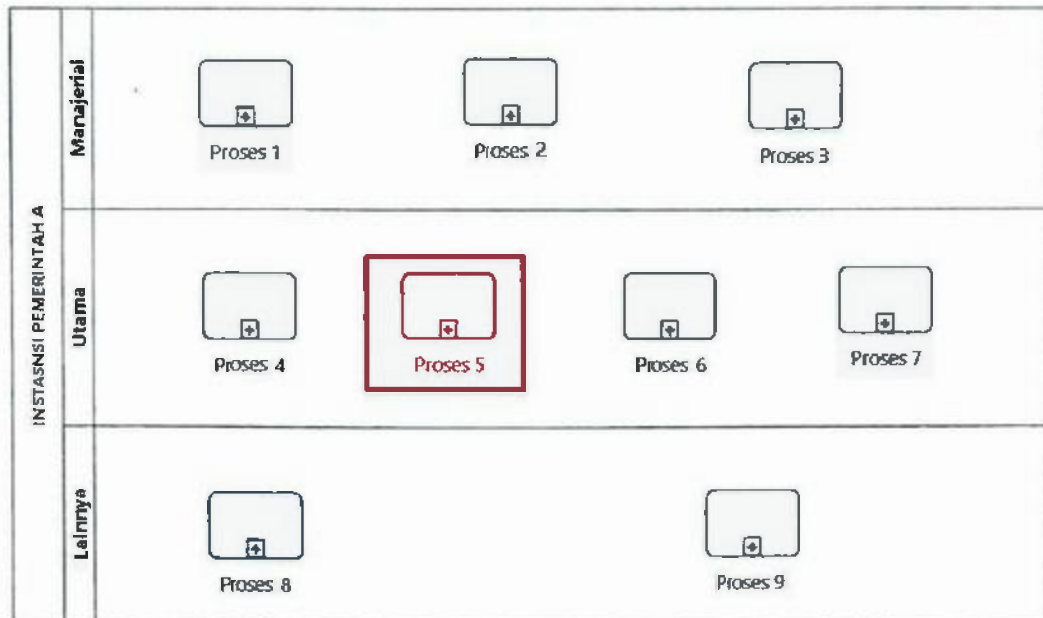 INSTASNSI PEMERINTAH A
Manajerial
Proses 1
Proses 2
Proses 3
Utama
Proses 4
Proses 5
Proses 6
Proses 7
Lainnya
Proses 8
Proses 9